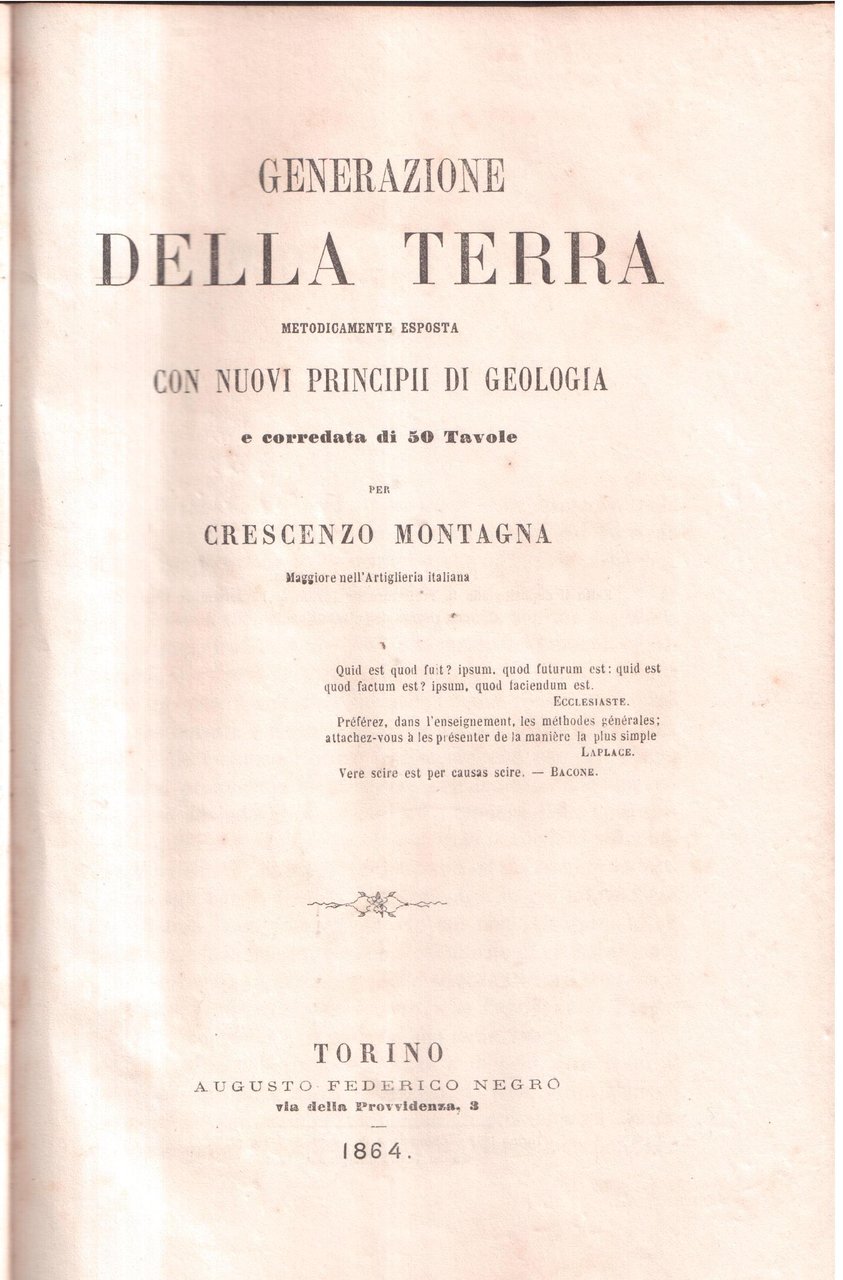 GENERAZIONE
DELLA TERRA
METODICAMENTE ESPOSTA
CON NUOVI PRINCIPII DI GEOLOGIA
e corredata di 50 Tavole
PER
CRESCENZO MONTAGNA
Maggiore nell'Artiglieria italiana
Quid est quod fuit? ipsum, quod futurum est: quid est
quod factum est? ipsum, quod faciendum est.
ECCLESIASTE.
Préférez, dans l'enseignement, les méthodes générales;
attachez-vous à les présenter de la manière la plus simple
LAPLACE.
Vere scire est per causas scire. — BACONE.
TORINO
AUGUSTO FEDERICO NEGRO
via della Provvidenza, 3
1864.